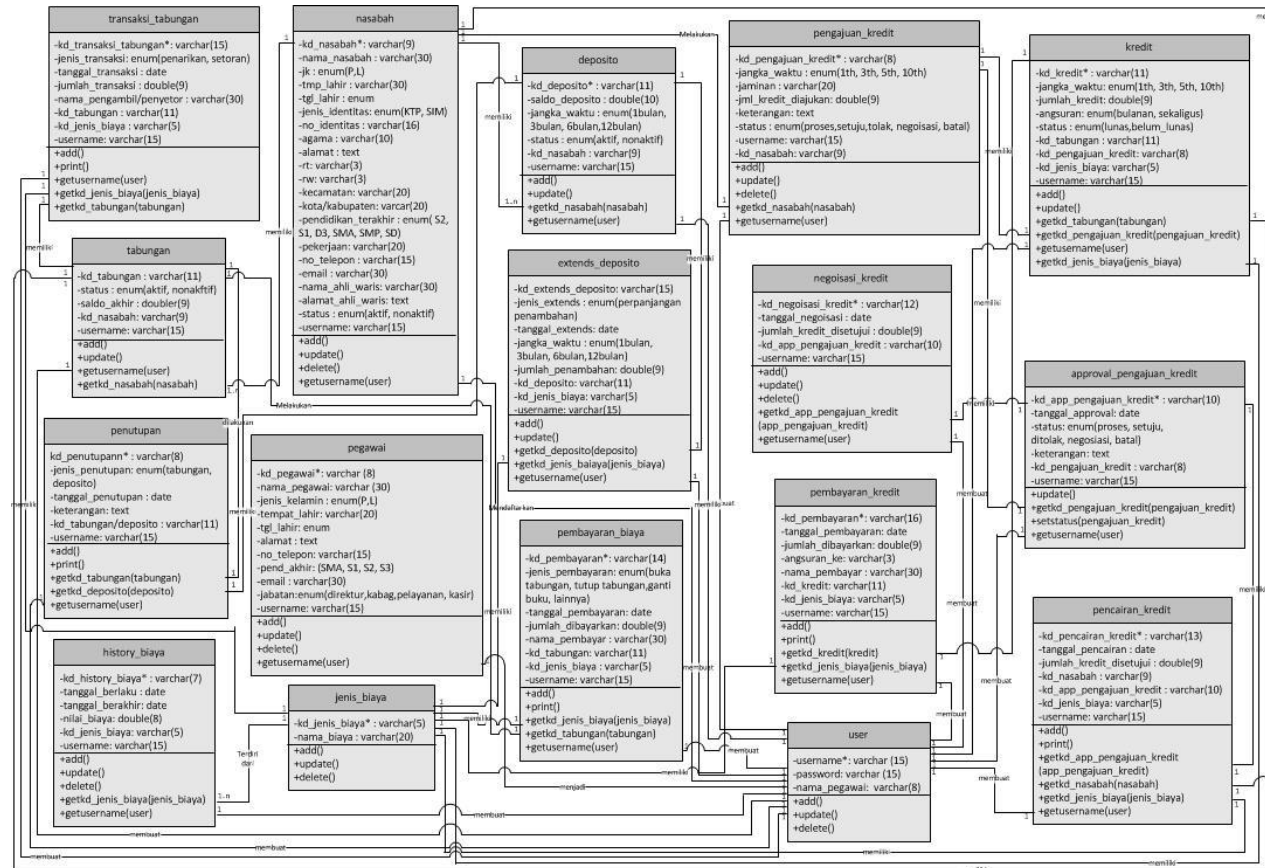 transaksi_tabungan
-kd_transaksi_tabungan*: varchar(15)
-jenis_transaksi: enum(penarikan, setoran)
-tanggal_transaksi : date
-jumlah_transaksi : double(9)
-nama_pengambil/penyetor : varchar(30)
-kd_tabungan : varchar(11)
-kd_jenis_biaya : varchar(5)
-username : varchar(15)
+add()
+print()
+getusername(user)
+getkd_jenis_biaya(jenis_biaya)
+getkd_tabungan(tabungan)
nasabah
-kd_nasabah*: varchar(9)
-nama_nasabah : varchar(30)
-jk : enum(P,L)
-tmp_lahir : varchar(30)
-tgl_lahir : enum
-jenis_identitas: enum(KTP, SIM)
-no_identitas : varchar(16)
-agama : varchar(10)
-alamat : text
-rt: varchar(3)
-rw: varchar(3)
-kecamatan: varchar(20)
-kota/kabupaten: varcar(20)
-pendidikan_terakhir : enum( S2,
S1, D3, SMA, SMP, SD)
-pekerjaan: varchar(20)
-no_telepon: varchar(15)
-email : varchar(30)
-nama_ahli_waris: varchar(30)
-alamat_ahli_waris: text
-status : enum(aktif, nonaktif)
-username: varchar(15)
+add()
+update()
+delete()
+getusername(user)
deposito
-kd_deposito* : varchar(11)
-saldo_deposito : double(10)
-jangka_waktu : enum(1bulan,
3bulan, 6bulan,12bulan)
-status : enum(aktif, nonaktif)
-kd_nasabah : varchar(9)
-username : varchar(15)
+add()
+update()
+getkd_nasabah(nasabah)
+getusername(user)
pengajuan_kredit
-kd_pengajuan_kredit*: varchar(8)
-jangka_waktu : enum(1th, 3th, 5th, 10th)
-jaminan : varchar(20)
-jml_kredit_diajukan: double(9)
-keterangan: text
-status : enum(proses,setuju,tolak, negoisasi, batal)
-username: varchar(15)
-kd_nasabah: varchar(9)
+add()
+update()
+delete()
+getkd_nasabah(nasabah)
+getusername(user)
kredit
-kd_kredit*: varchar(11)
-jangka_waktu: enum(1th, 3th, 5th, 10th)
-jumlah_kredit: double(9)
-angsuran: enum(bulanan, sekaligus)
-status: enum(lunas,belum_lunas)
-kd_tabungan: varchar(11)
-kd_pengajuan_kredit: varchar(8)
-kd_jenis_biaya: varchar(5)
-username: varchar(15)
+add()
+update()
+getkd_tabungan(tabungan)
+getkd_pengajuan_kredit(pengajuan_kredit)
+getusername(user)
+getkd_jenis_biaya(jenis_biaya)
tabungan
-kd_tabungan : varchar(11)
-status : enum(aktif, nonakftif)
-saldo_akhir : doubler(9)
-kd_nasabah: varchar(9)
-username: varchar(15)
+add()
+update()
+getusername(user)
+getkd_nasabah(nasabah)
extends_deposito
-kd_extends_deposito: varchar(15)
-jenis_extends : enum(perpanjangan
penambahan)
-tanggal_extends: date
-jangka_waktu : enum(1bulan,
3bulan, 6bulan,12bulan)
-jumlah_penambahan: double(9)
-kd_deposito: varchar(11)
-kd_jenis_biaya: varchar(5)
-username: varchar(15)
+add()
+update()
+getkd_deposito(deposito)
+getkd_jenis_baiaya(jenis_biaya)
+getusername(user)
negoisasi_kredit
-kd_negoisasi_kredit* : varchar(12)
-tanggal_negoisasi : date
-jumlah_kredit_disetujui : double(9)
-kd_app_pengajuan_kredit : varchar(10)
-username: varchar(15)
+add()
+update()
+delete()
+getkd_app_pengajuan_kredit
(app_pengajuan_kredit)
+getusername(user)
approval_pengajuan_kredit
-kd_app_pengajuan_kredit* : varchar(10)
-tanggal_approval: date
-status: enum(proses, setuju,
ditolak, negosiasi, batal)
-keterangan: text
-kd_pengajuan_kredit : varchar(8)
-username: varchar(15)
+update()
+getkd_pengajuan_kredit(pengajuan_kredit)
+setstatus(pengajuan_kredit)
+getusername(user)
penutupan
kd_penutupann* : varchar(8)
-jenis_penutupan: enum(tabungan,
deposito)
-tanggal_penutupan : date
-keterangan: text
-kd_tabungan/deposito : varchar(11)
-username: varchar(15)
+add()
+print()
+getkd_tabungan(tabungan)
+getkd_deposito(deposito)
+getusername(user)
pegawai
-kd_pegawai*: varchar (8)
-nama_pegawai: varchar (30)
-jenis_kelamin : enum(P,L)
-tempat_lahir: varchar(20)
-tgl_lahir: enum
-alamat : text
-no_telepon: varchar(15)
-pend_akhir: (SMA, S1, S2, S3)
-email : varchar(30)
-jabatan:enum(direktur,kabag,pelayanan, kasir)
-username: varchar(15)
+add()
+update()
+delete()
+getusername(user)
pembayaran_biaya
-kd_pembayaran*: varchar(14)
-jenis_pembayaran: enum(buka
tabungan, tutup tabungan,ganti
buku, lainnya)
-tanggal_pembayaran: date
-jumlah_dibayarkan: double(9)
-nama_pembayar: varchar(30)
-kd_tabungan: varchar(11)
-kd_jenis_biaya : varchar(5)
-username: varchar(15)
+add()
+print()
+getkd_jenis_biaya(jenis_biaya)
+getkd_tabungan(tabungan)
+getusername(user)
pembayaran_kredit
-kd_pembayaran*: varchar(16)
-tanggal_pembayaran: date
-jumlah_dibayarkan : double(9)
-angsuran_ke: varchar(3)
-nama_pembayar: varchar(30)
-kd_kredit: varchar(11)
-kd_jenis_biaya: varchar(5)
-username: varchar(15)
+add()
+print()
+getkd_kredit(kredit)
+getkd_jenis_biaya(jenis_biaya)
+getusername(user)
pencairan_kredit
-kd_pencairan_kredit*: varchar(13)
-tanggal_pencairan: date
-jumlah_kredit_disetujui : double(9)
-kd_nasabah: varchar(9)
-kd_app_pengajuan_kredit : varchar(10)
-kd_jenis_biaya: varchar(5)
-username: varchar(15)
+add()
+print()
+getkd_app_pengajuan_kredit
(app_pengajuan_kredit)
+getkd_nasabah(nasabah)
+getkd_jenis_biaya(jenis_biaya)
+getusername(user)
history_biaya
-kd_history_biaya* : varchar(7)
-tanggal_berlaku : date
-tanggal_berakhir: date
-nilai_biaya: double(8)
-kd_jenis_biaya: varchar(5)
-username: varchar(15)
+add()
+update()
+delete()
+getkd_jenis_biaya(jenis_biaya)
+getusername(user)
jenis_biaya
-kd_jenis_biaya* : varchar(5)
-nama_biaya : varchar(20)
+add()
+update()
+delete()
user
-username*: varchar (15)
-password: varchar (15)
-nama_pegawai: varchar(8)
+add()
+update()
+delete()
Melakukan
memiliki
memiliki
memiliki
Melakukan
dilakukan
Mendaftarkan
memiliki
memiliki
Terdiri
dari
menjadi
membuat
membuat
membuat
memiliki